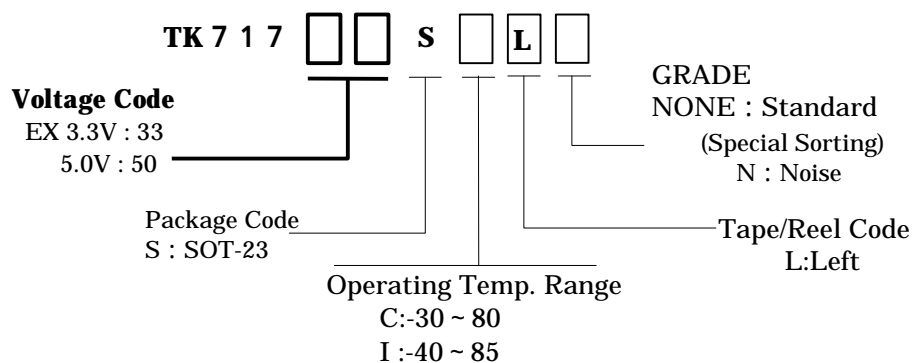 TK 7 1 7 S L
Voltage Code
EX 3.3V : 33
5.0V : 50
GRADE
NONE : Standard
(Special Sorting)
N : Noise
Package Code
S : SOT-23
Tape/Reel Code
L:Left
Operating Temp. Range
C:-30 ~ 80
I :-40 ~ 85